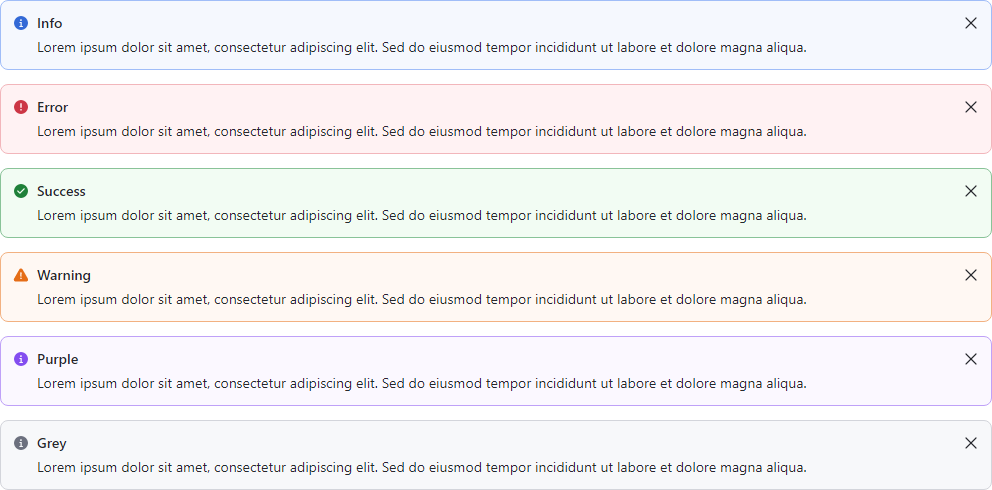 Info
Lorem ipsum dolor sit amet, consectetur adipiscing elit. Sed do eiusmod tempor incididunt ut labore et dolore magna aliqua.
Error
Lorem ipsum dolor sit amet, consectetur adipiscing elit. Sed do eiusmod tempor incididunt ut labore et dolore magna aliqua.
Success
Lorem ipsum dolor sit amet, consectetur adipiscing elit. Sed do eiusmod tempor incididunt ut labore et dolore magna aliqua.
Warning
Lorem ipsum dolor sit amet, consectetur adipiscing elit. Sed do eiusmod tempor incididunt ut labore et dolore magna aliqua.
Purple
Lorem ipsum dolor sit amet, consectetur adipiscing elit. Sed do eiusmod tempor incididunt ut labore et dolore magna aliqua.
Grey
Lorem ipsum dolor sit amet, consectetur adipiscing elit. Sed do eiusmod tempor incididunt ut labore et dolore magna aliqua.